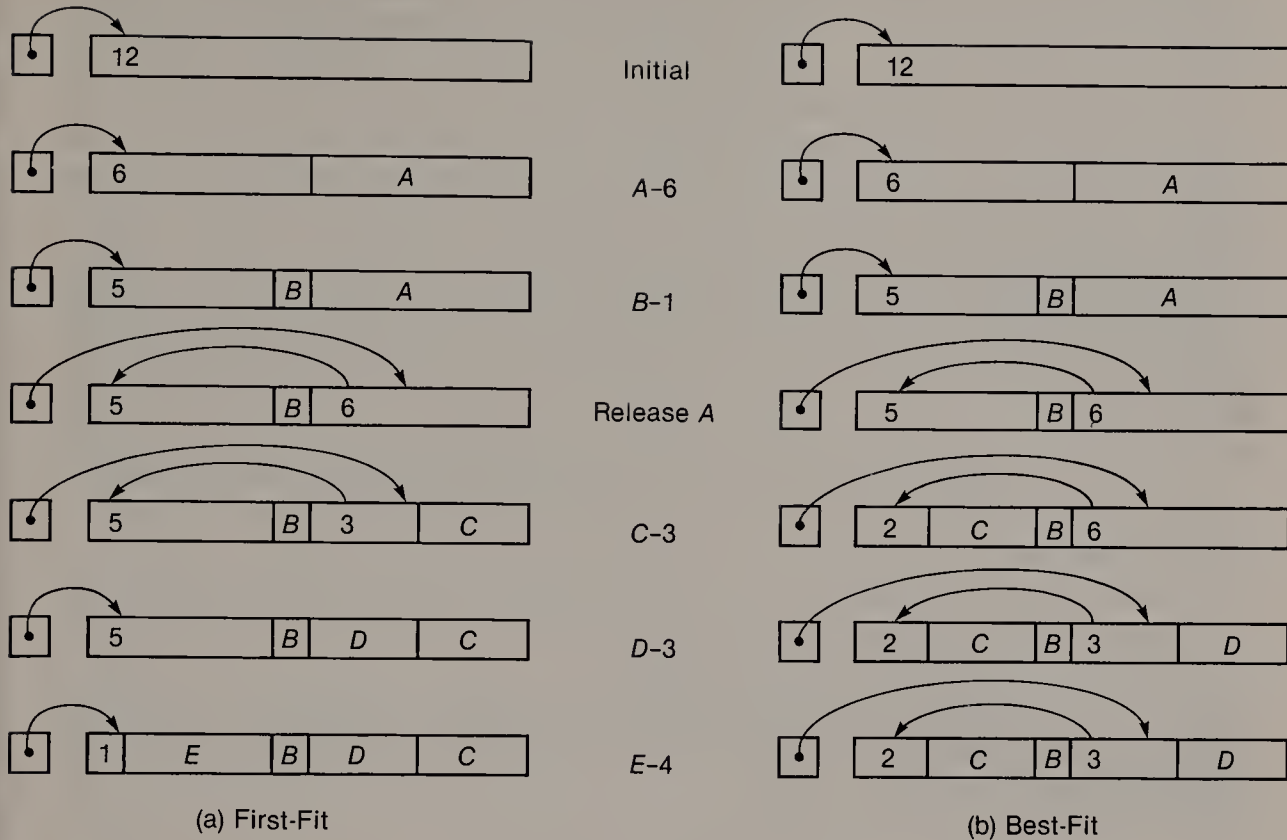 12 Initial 12
6 A A-6 6 A
5 B A B-1 5 B A
5 B 6 Release A 5 B 6
5 B 3 C C-3 2 C B 6
5 B D C D-3 2 C B 3 D
1 E B D C E-4 2 C B 3 D
(a) First-Fit (b) Best-Fit